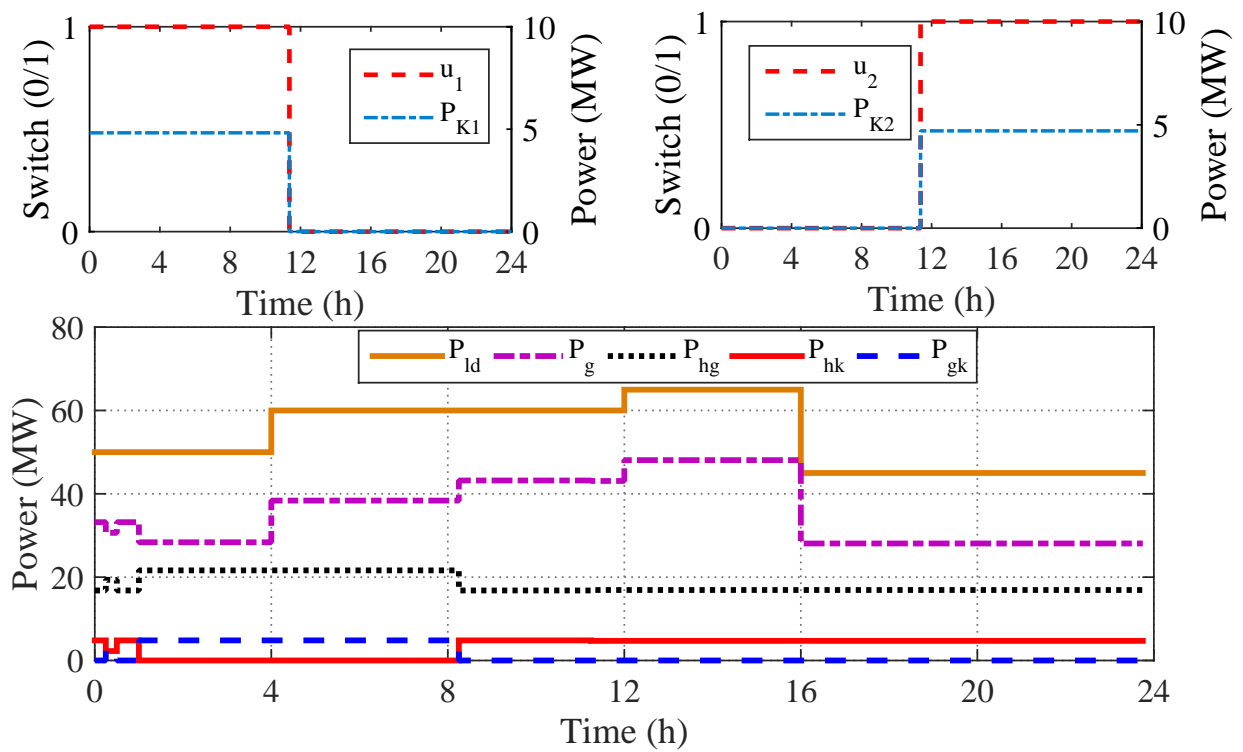 Switch (0/1)
1
0
u1
PK1
10
5
0
Power (MW)
0 4 8 12 16 20 24
Time (h)
Switch (0/1)
1
0
u2
PK2
10
5
0
Power (MW)
0 4 8 12 16 20 24
Time (h)
Power (MW)
80
60
40
20
0
Pld Pg Phg Phk Pgk
0 4 8 12 16 20 24
Time (h)